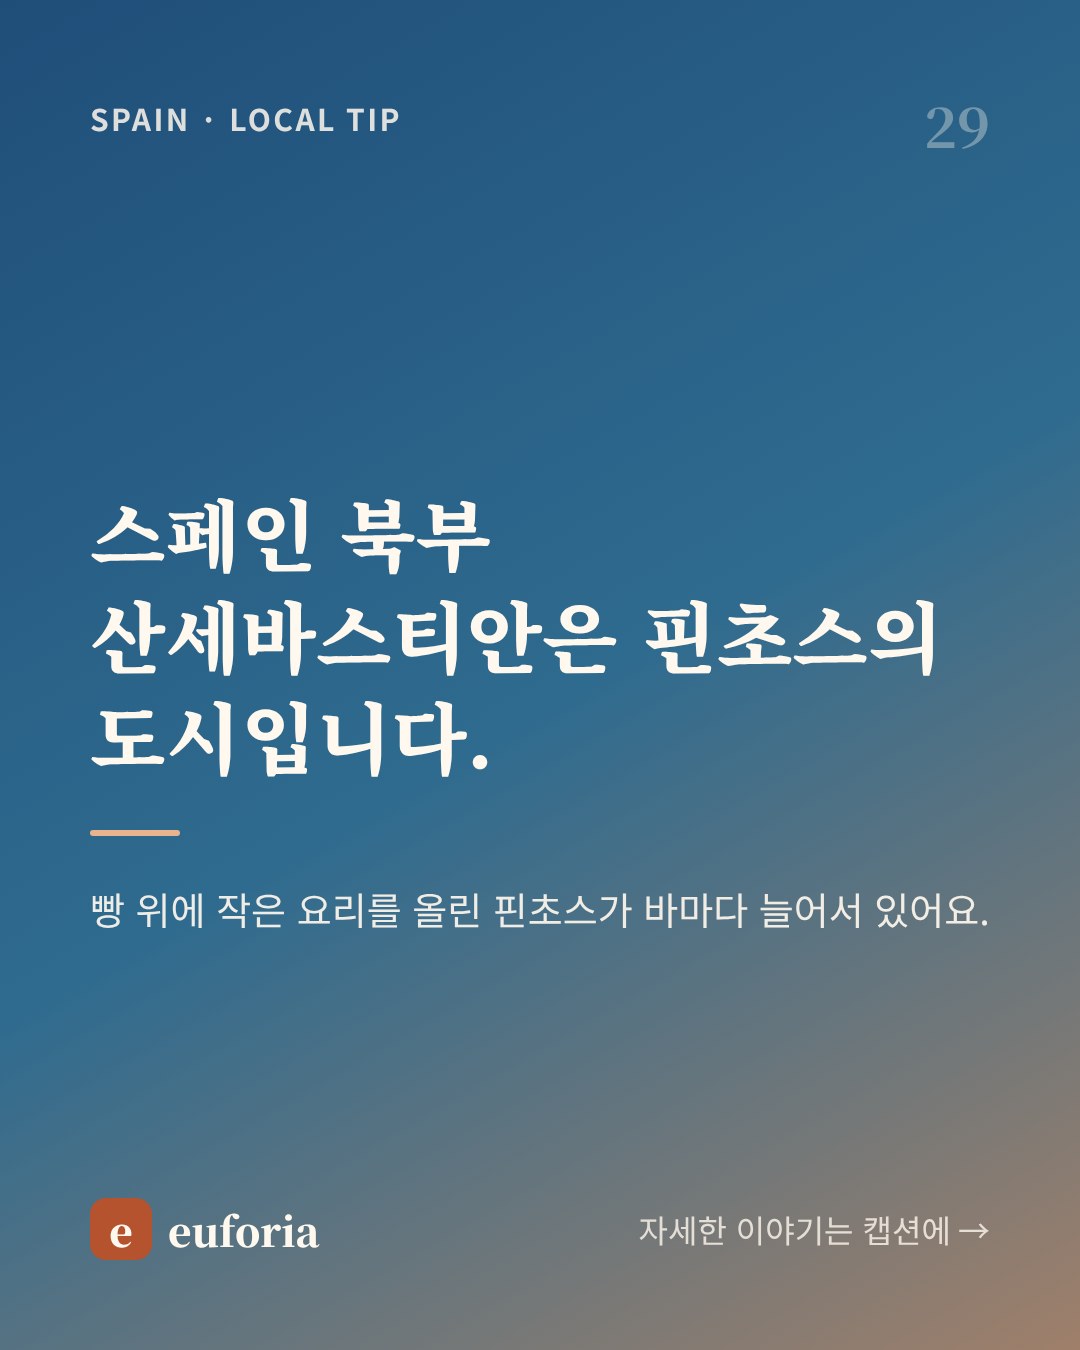 SPAIN · LOCAL TIP
29
스페인 북부
산세바스티안은 핀초스의
도시입니다.
빵 위에 작은 요리를 올린 핀초스가 바마다 늘어서 있어요.
e euforia
자세한 이야기는 캡션에 →